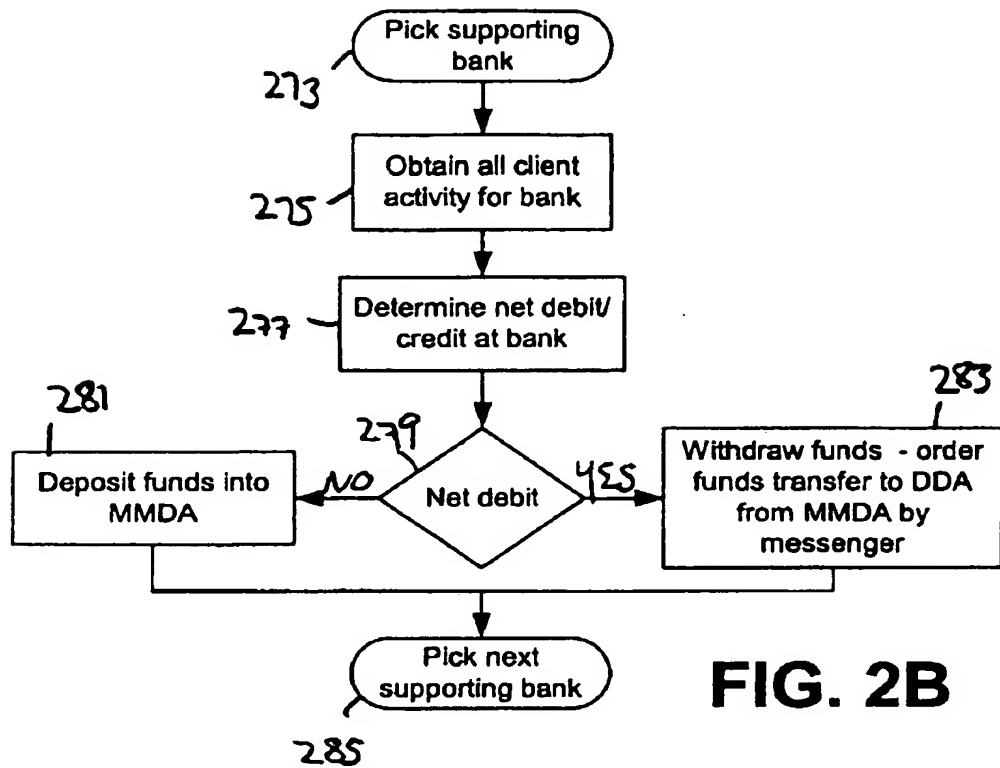 Pick supporting
bank
273
Obtain all client
activity for bank
275
Determine net debit/
credit at bank
277
279
Net debit
NO
YES
281
Deposit funds into
MMDA
283
Withdraw funds - order
funds transfer to DDA
from MMDA by
messenger
Pick next
supporting bank
285
FIG. 2B